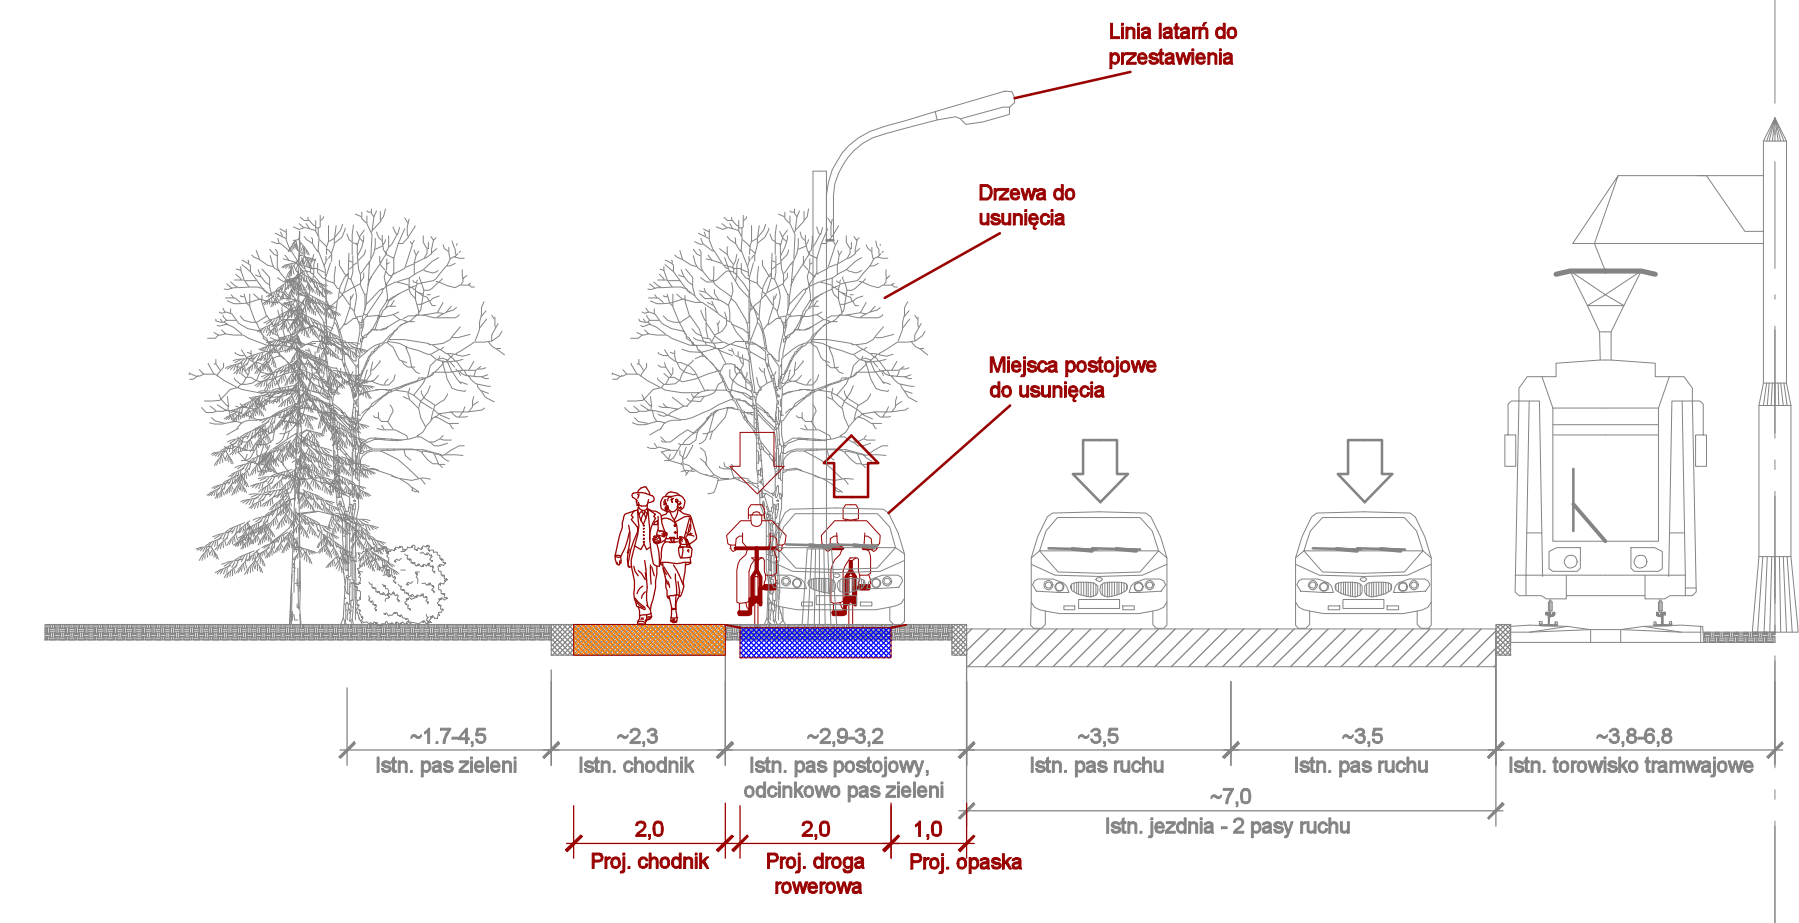 Linia latarń do
przestawienia
Drzewa do
usunięcia
Miejsca postojowe
do usunięcia
~1.7-4,5
Istn. pas zieleni
~2,3
Istn. chodnik
~2,9-3,2
Istn. pas postojowy,
odcinkowo pas zieleni
~3,5
Istn. pas ruchu
~3,5
Istn. pas ruchu
~3,8-6,8
Istn. torowisko tramwajowe
~7,0
Istn. jezdnia - 2 pasy ruchu
2,0
Proj. chodnik
2,0
Proj. droga
rowerowa
1,0
Proj. opaska